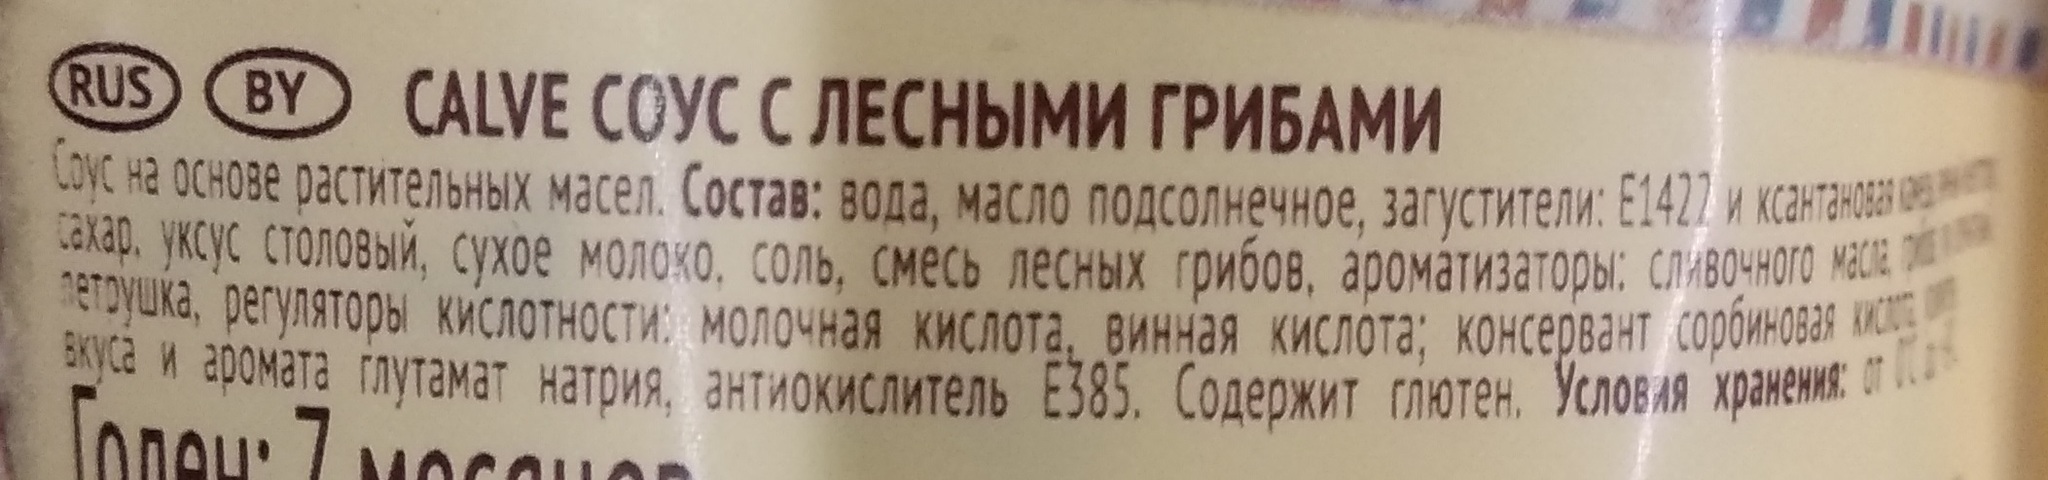 RUS BY CALVE СОУС С ЛЕСНЫМИ ГРИБАМИ
Соус на основе растительных масел. Состав: вода, масло подсолнечное, загустители: Е1422 и ксантановая
сахар, уксус столовый, сухое молоко, соль, смесь лесных грибов, ароматизаторы: сливочного масла,
петрушка, регуляторы кислотности: молочная кислота, винная кислота; консервант сорбиновая кислота,
вкуса и аромата глутамат натрия, антиокислитель Е385. Содержит глютен. Условия хранения: от
Годен: 7 месяцев